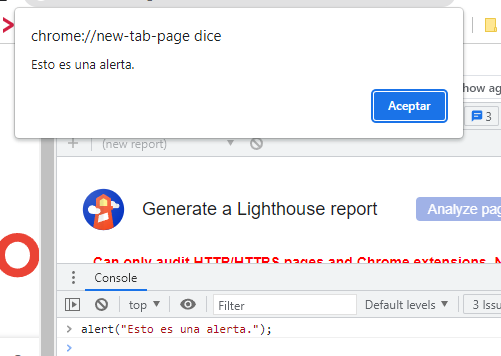 chrome://new-tab-page dice
Esto es una alerta.
Aceptar
how ag
3
(new report)
Generate a Lighthouse report
Analyze pag
Can only audit HTTP/HTTPS pages and Chrome extensions. N
Console
top
Filter
Default levels
3 Issu
alert("Esto es una alerta.");